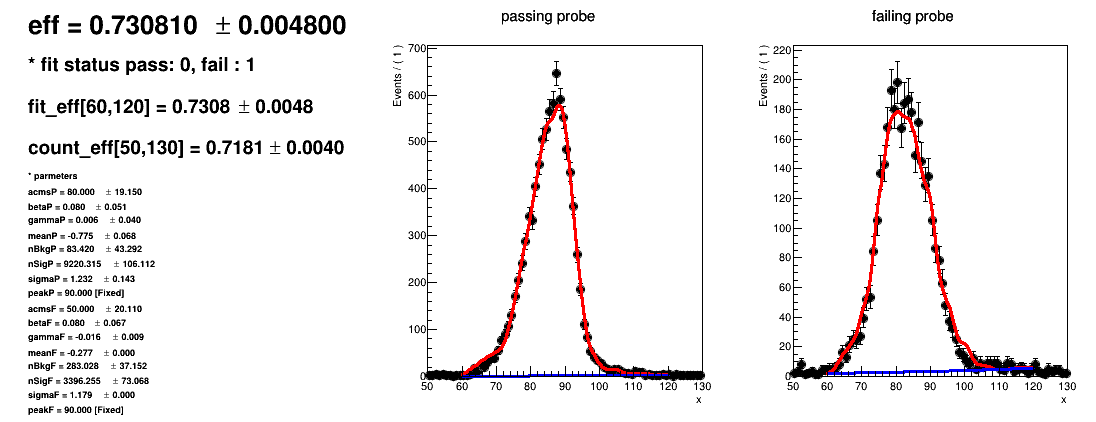 eff = 0.730810 ± 0.004800
* fit status pass: 0, fail : 1
fit_eff[60,120] = 0.7308 ± 0.0048
count_eff[50,130] = 0.7181 ± 0.0040
* parmeters
acmsP = 80.000 ± 19.150
betaP = 0.080 ± 0.051
gammaP = 0.006 ± 0.040
meanP = -0.775 ± 0.068
nBkgP = 83.420 ± 43.292
nSigP = 9220.315 ± 106.112
sigmaP = 1.232 ± 0.143
peakP = 90.000 [Fixed]
acmsF = 50.000 ± 20.110
betaF = 0.080 ± 0.067
gammaF = -0.016 ± 0.009
meanF = -0.277 ± 0.000
nBkgF = 283.028 ± 37.152
nSigF = 3396.255 ± 73.068
sigmaF = 1.179 ± 0.000
peakF = 90.000 [Fixed]
passing probe
Events / ( 1 )
700
600
500
400
300
200
100
0
50 60 70 80 90 100 110 120 130
x
failing probe
Events / ( 1 )
220
200
180
160
140
120
100
80
60
40
20
0
50 60 70 80 90 100 110 120 130
x